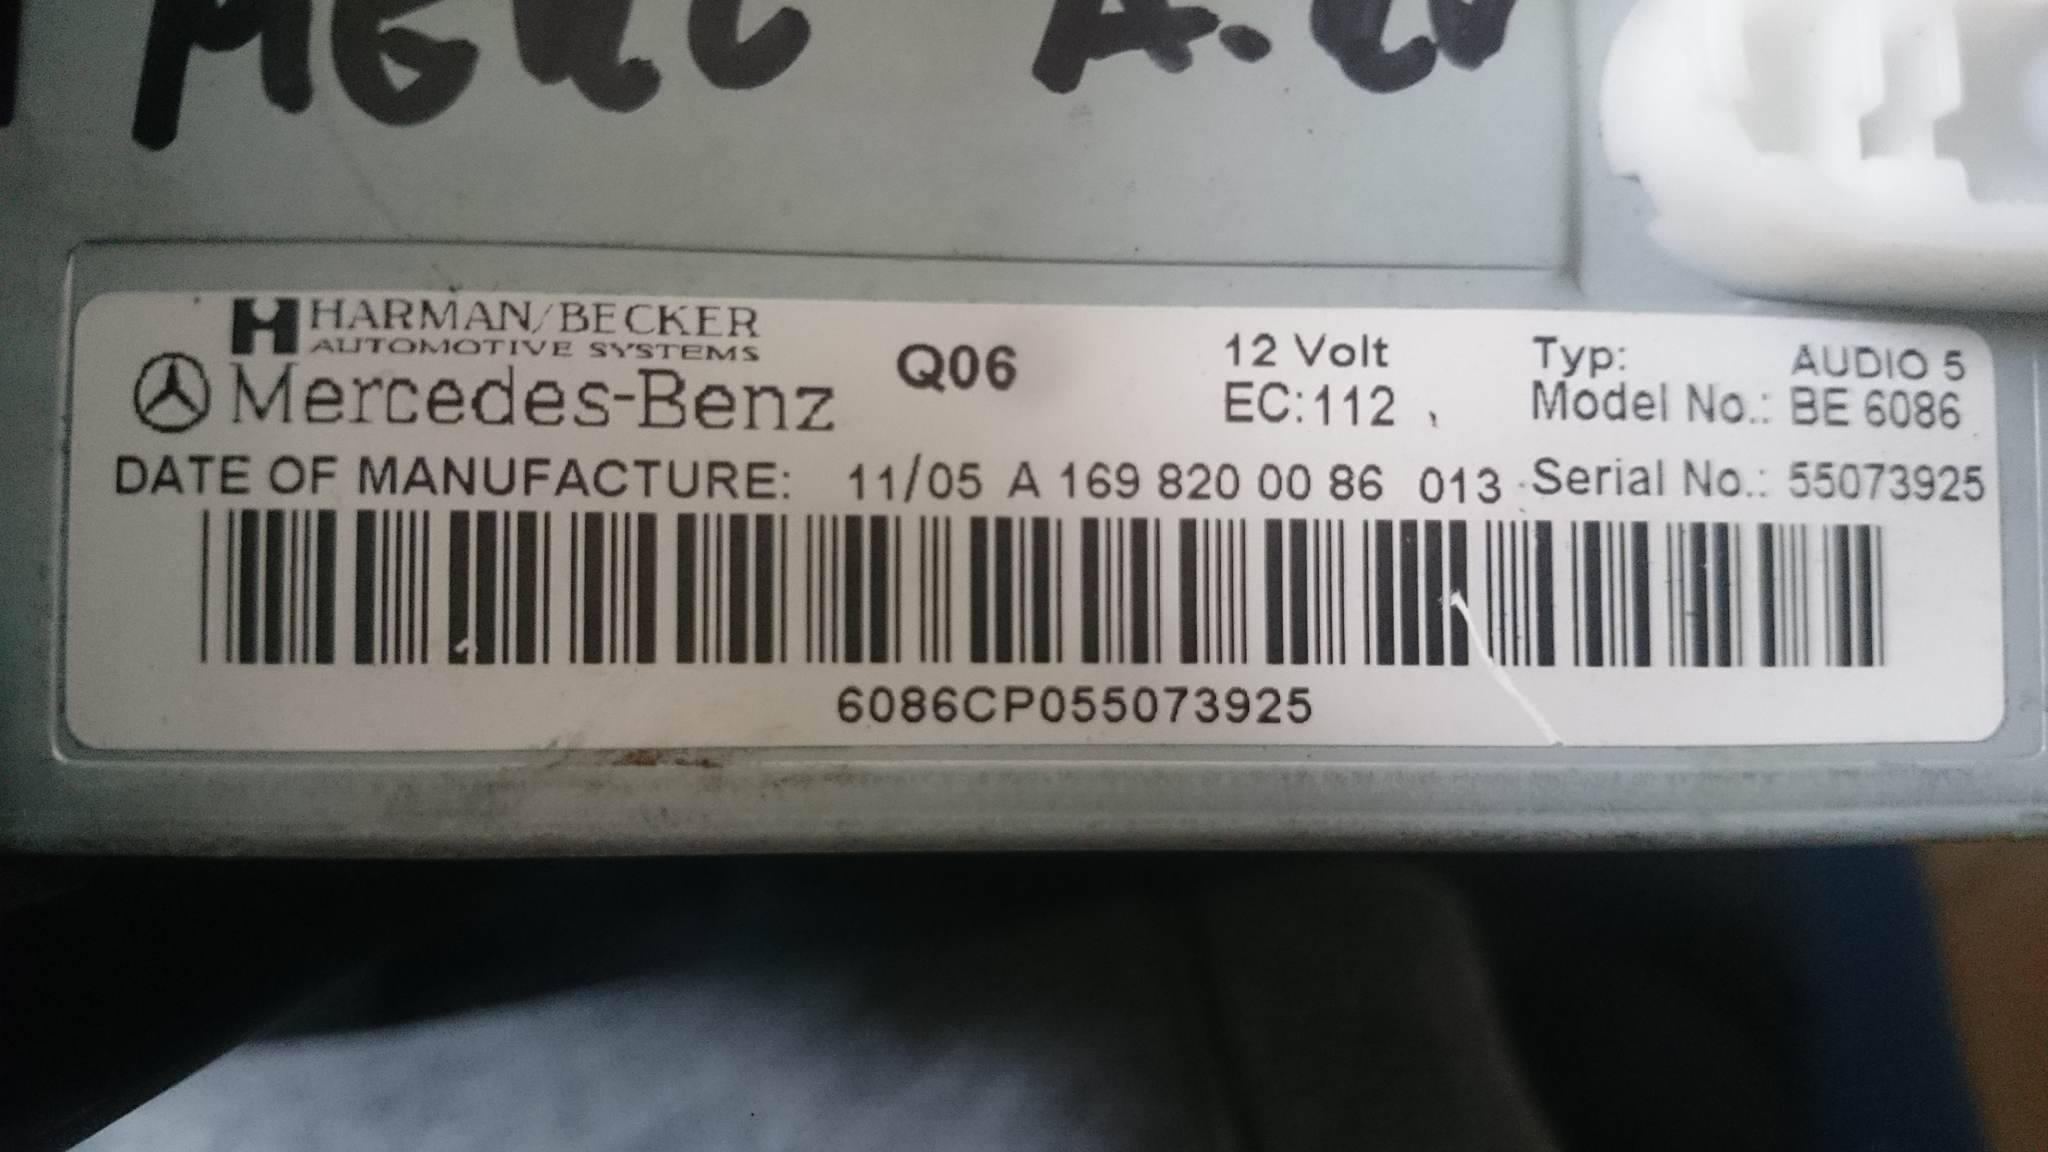 MERC A.
HARMAN/BECKER
AUTOMOTIVE SYSTEMS
Mercedes-Benz Q06 12 Volt Typ: AUDIO 5
EC:112 , Model No.: BE 6086
DATE OF MANUFACTURE: 11/05 A 169 820 00 86 013 Serial No.: 55073925
6086CP055073925